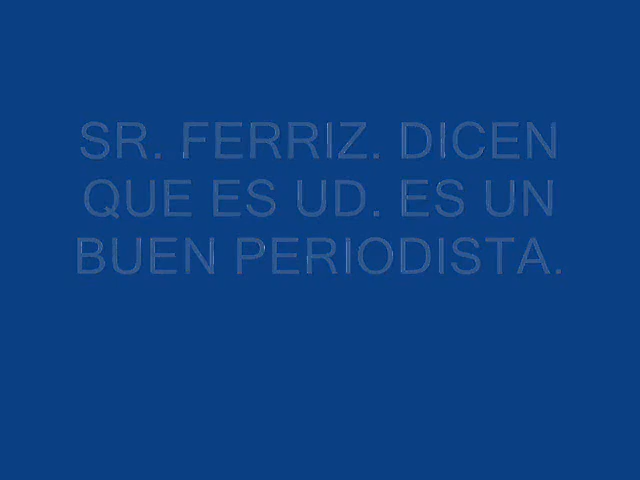 SR. FERRIZ. DICEN
QUE ES UD. ES UN
BUEN PERIODISTA.